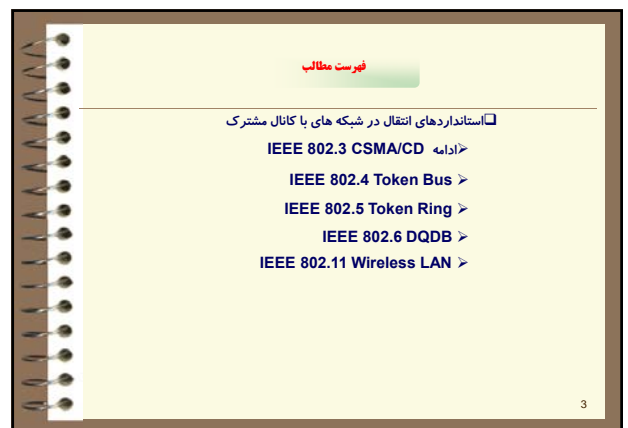 فهرست مطالب
استانداردهای انتقال در شبکه های با کانال مشترک
ادامه IEEE 802.3 CSMA/CD
IEEE 802.4 Token Bus
IEEE 802.5 Token Ring
IEEE 802.6 DQDB
IEEE 802.11 Wireless LAN
3